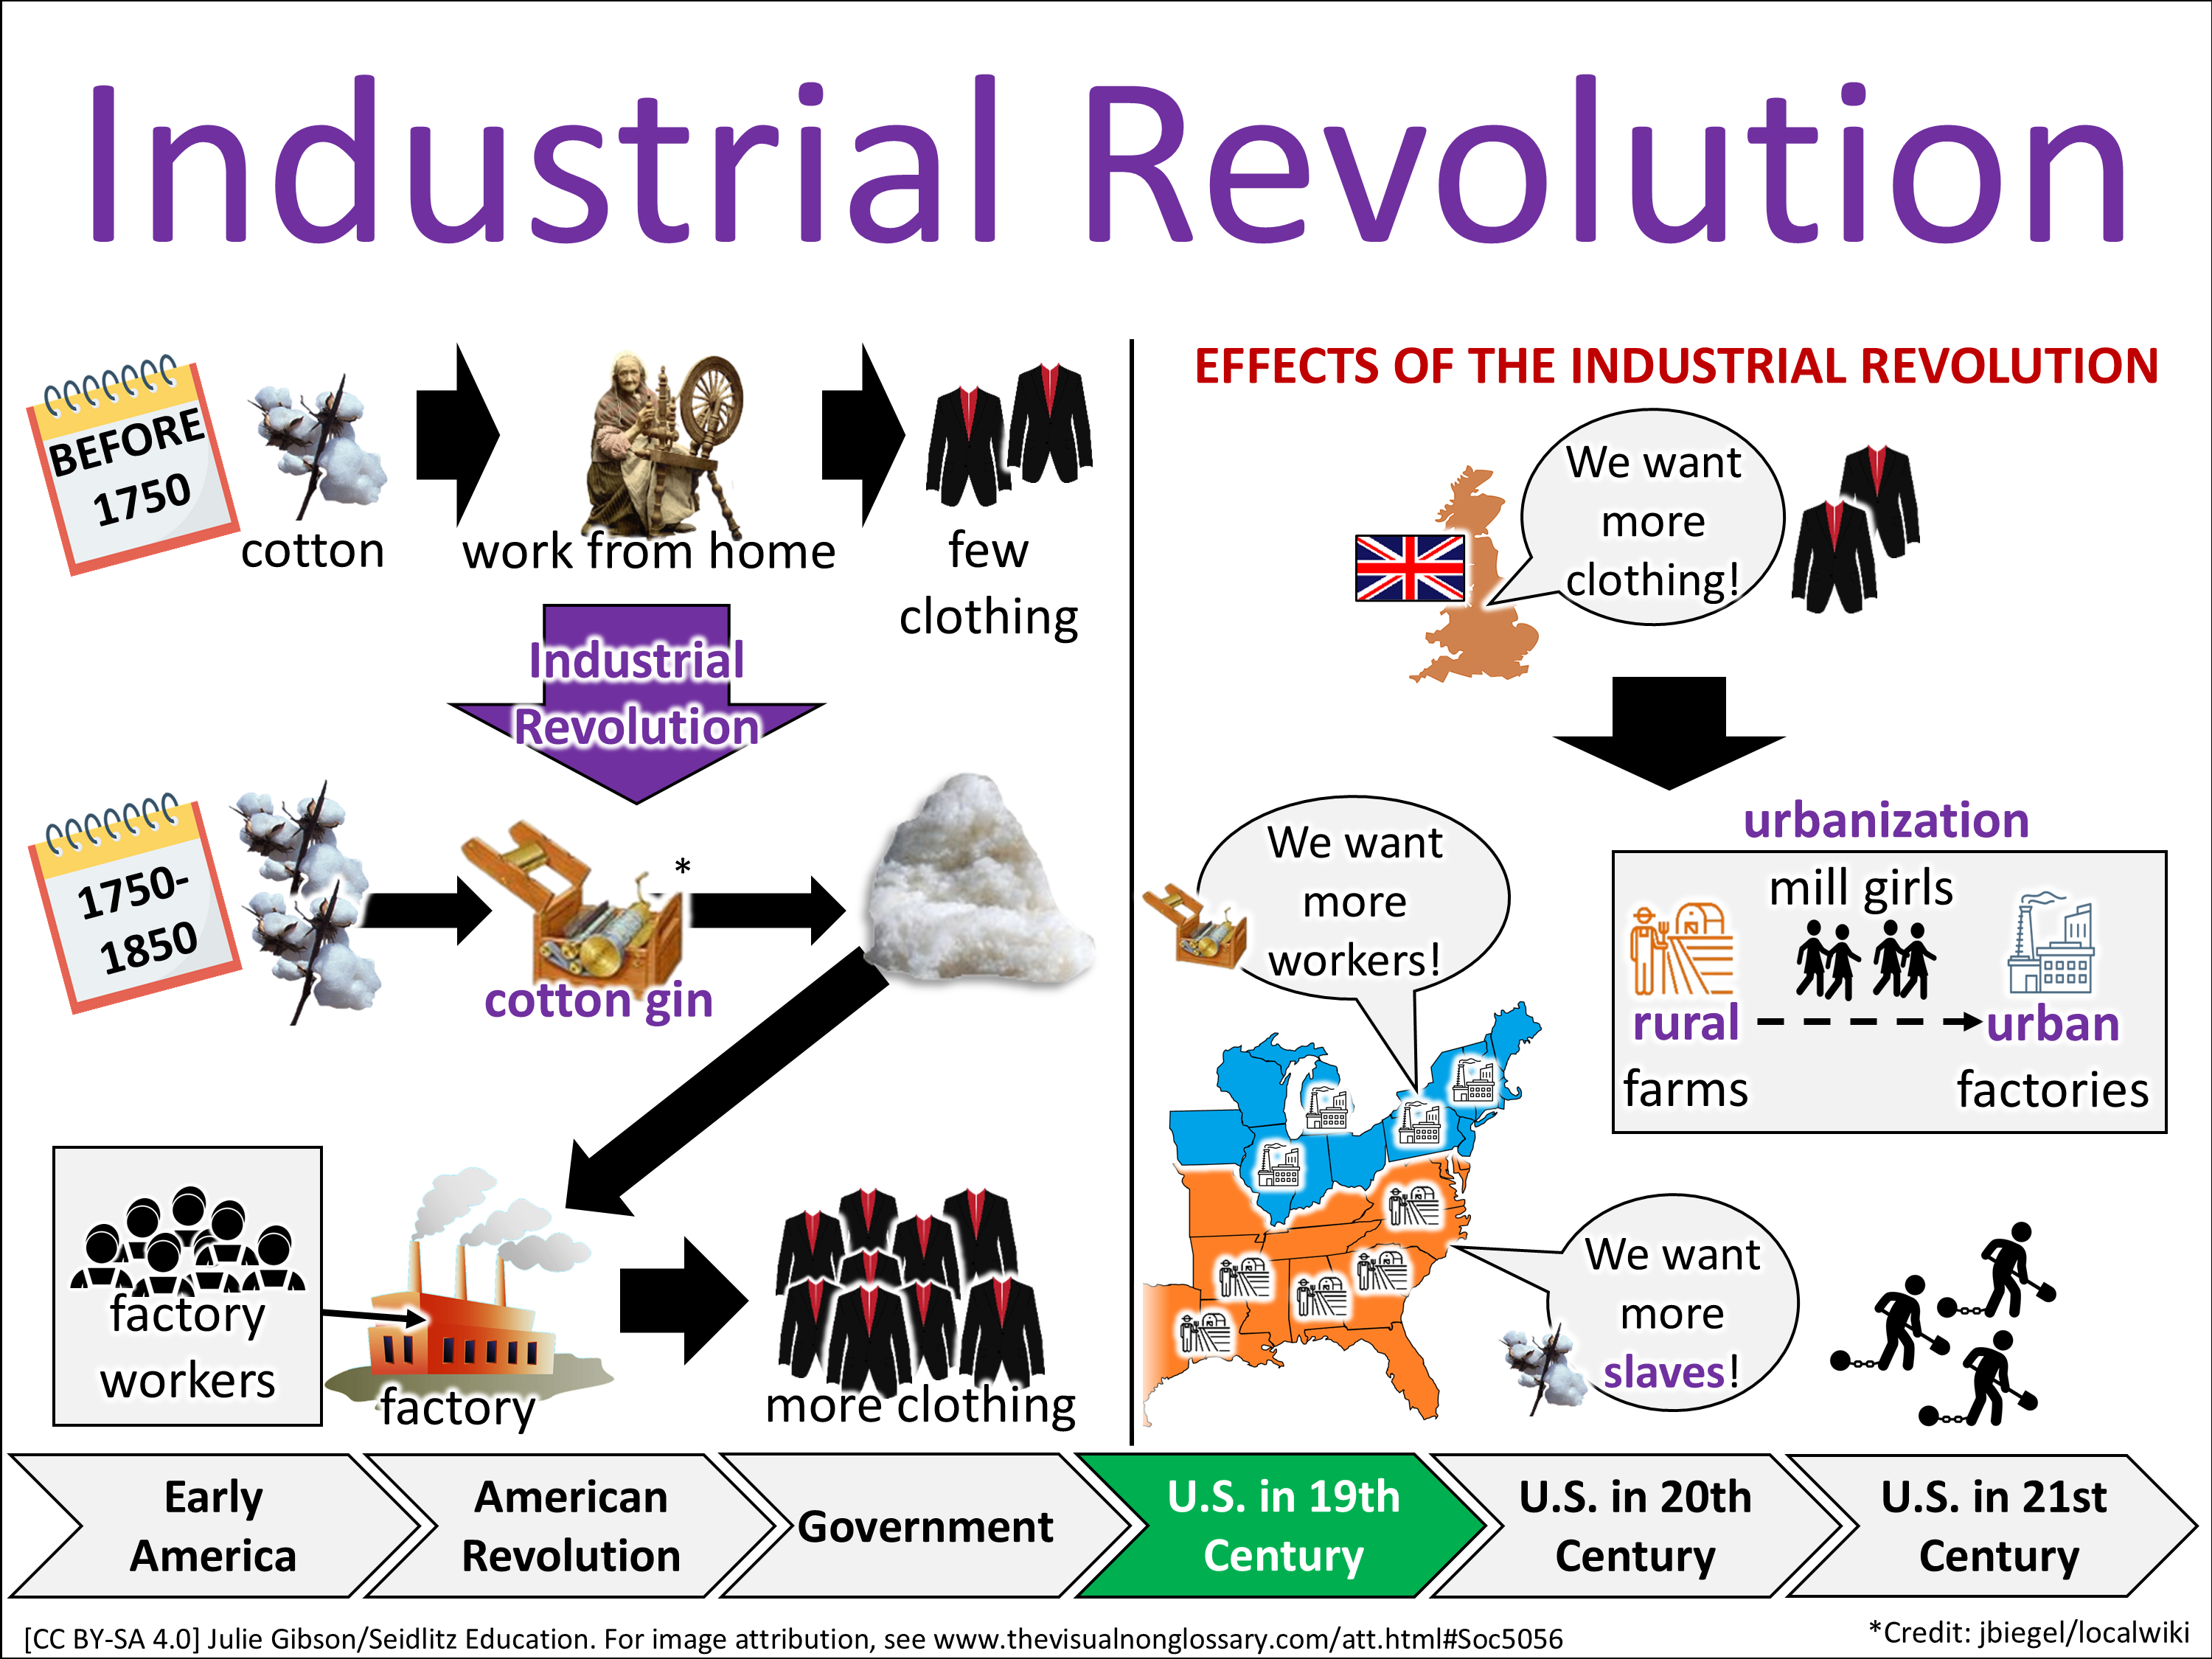 Industrial Revolution
BEFORE
1750
cotton
work from home
few
clothing
Industrial
Revolution
1750-
1850
*
cotton gin
factory
workers
factory
more clothing
EFFECTS OF THE INDUSTRIAL REVOLUTION
We want
more
clothing!
We want
more
workers!
urbanization
mill girls
rural
urban
farms
factories
We want
more
slaves!
Early
America
American
Revolution
Government
U.S. in 19th
Century
U.S. in 20th
Century
U.S. in 21st
Century
[CC BY-SA 4.0] Julie Gibson/Seidlitz Education. For image attribution, see www.thevisualnonglossary.com/att.html#Soc5056
*Credit: jbiegel/localwiki